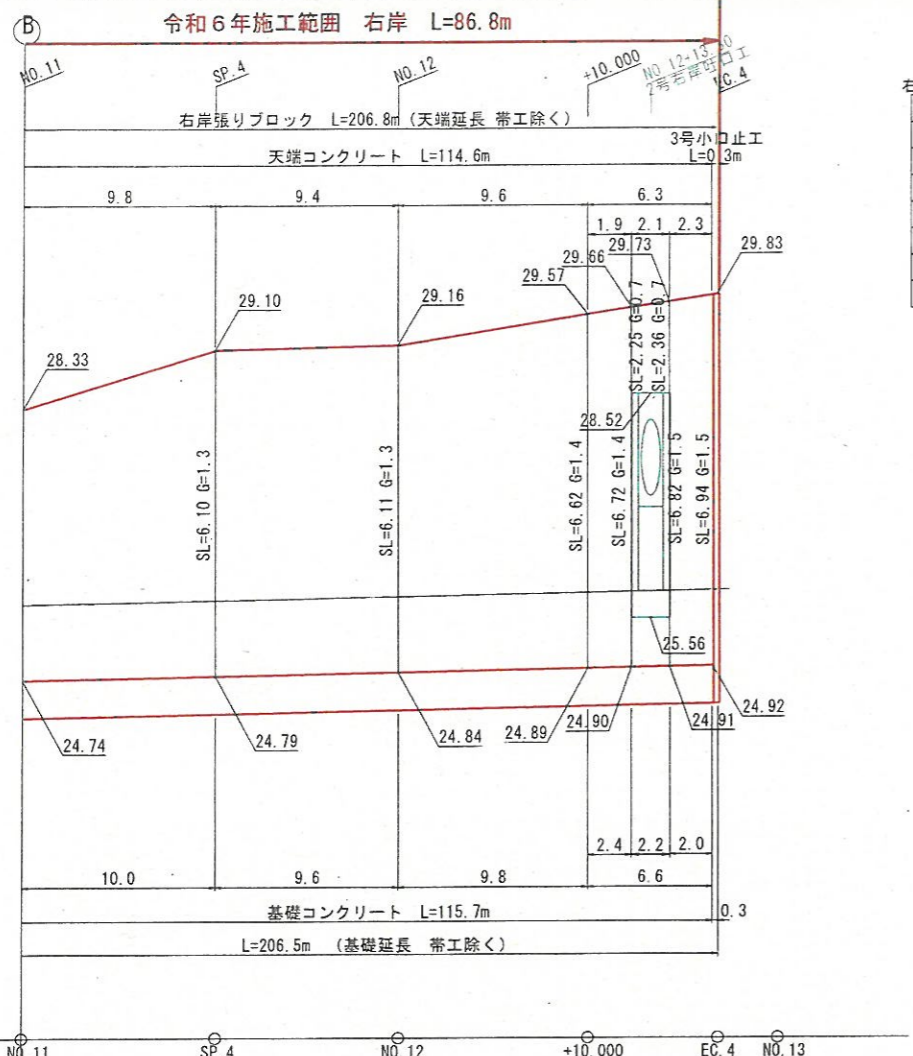 B
令和6年施工範囲 右岸 L=86.8m
NO.11
SP.4
NO.12
+10.000
2号右岸吐口工
EC.4
右
右岸張りブロック L=206.8m (天端延長 帯工除く)
3号小口止工
天端コンクリート L=114.6m
L=0.3m
9.8
9.4
9.6
6.3
1.9
2.1
2.3
29.73
29.83
29.66
29.57
29.10
29.16
28.33
SL=2.25 G=0.7
SL=2.36 G=0.7
28.52
SL=6.10 G=1.3
SL=6.11 G=1.3
SL=6.62 G=1.4
SL=6.72 G=1.4
SL=6.82 G=1.5
SL=6.94 G=1.5
25.56
24.74
24.79
24.84
24.89
24.90
24.91
24.92
2.4
2.2
2.0
10.0
9.6
9.8
6.6
基礎コンクリート L=115.7m
0.3
L=206.5m (基礎延長 帯工除く)
NO.11
SP.4
NO.12
+10.000
EC.4
NO.13